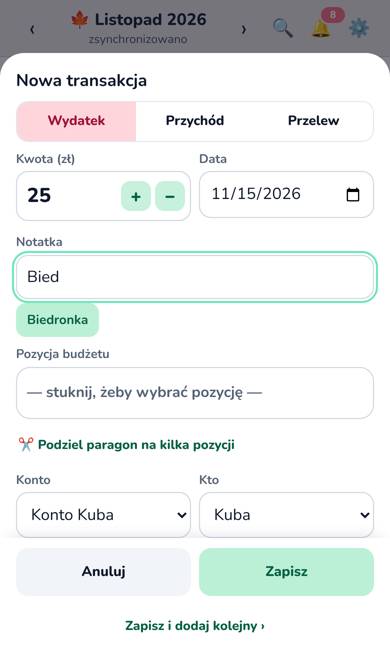 ‹ 🍁 Listopad 2026 › 🔍 🔔 8 ⚙️
zsynchronizowano
Nowa transakcja
Wydatek Przychód Przelew
Kwota (zł) Data
25 + − 11/15/2026
Notatka
Bied
Biedronka
Pozycja budżetu
— stuknij, żeby wybrać pozycję —
✂️ Podziel paragon na kilka pozycji
Konto Kto
Konto Kuba Kuba
Anuluj Zapisz
Zapisz i dodaj kolejny ›